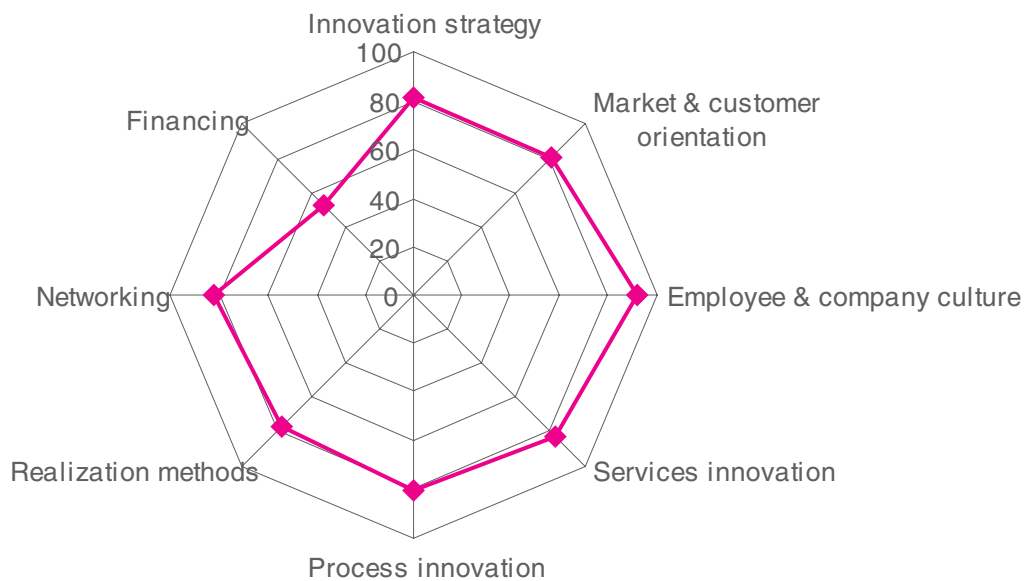 Innovation strategy
100
80
60
40
20
0
Market & customer
orientation
Employee & company culture
Services innovation
Process innovation
Realization methods
Networking
Financing